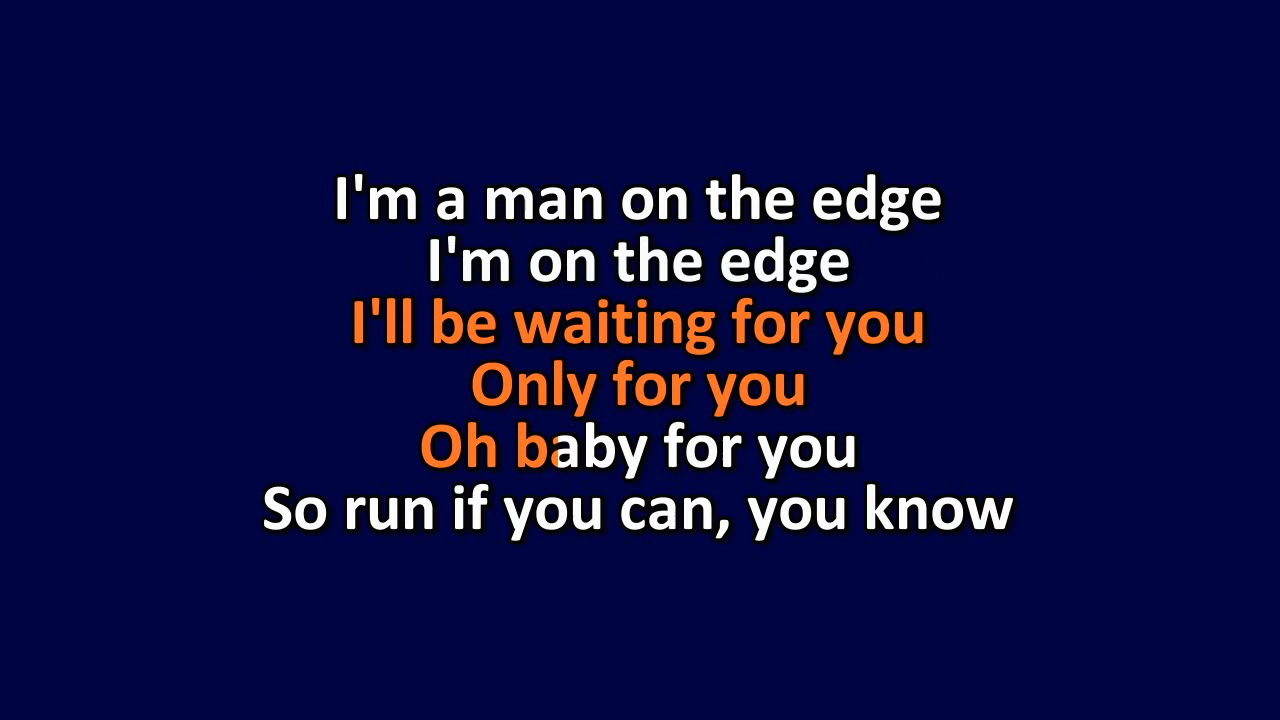 I'm a man on the edge
I'm on the edge
I'll be waiting for you
Only for you
Oh baby for you
So run if you can, you know